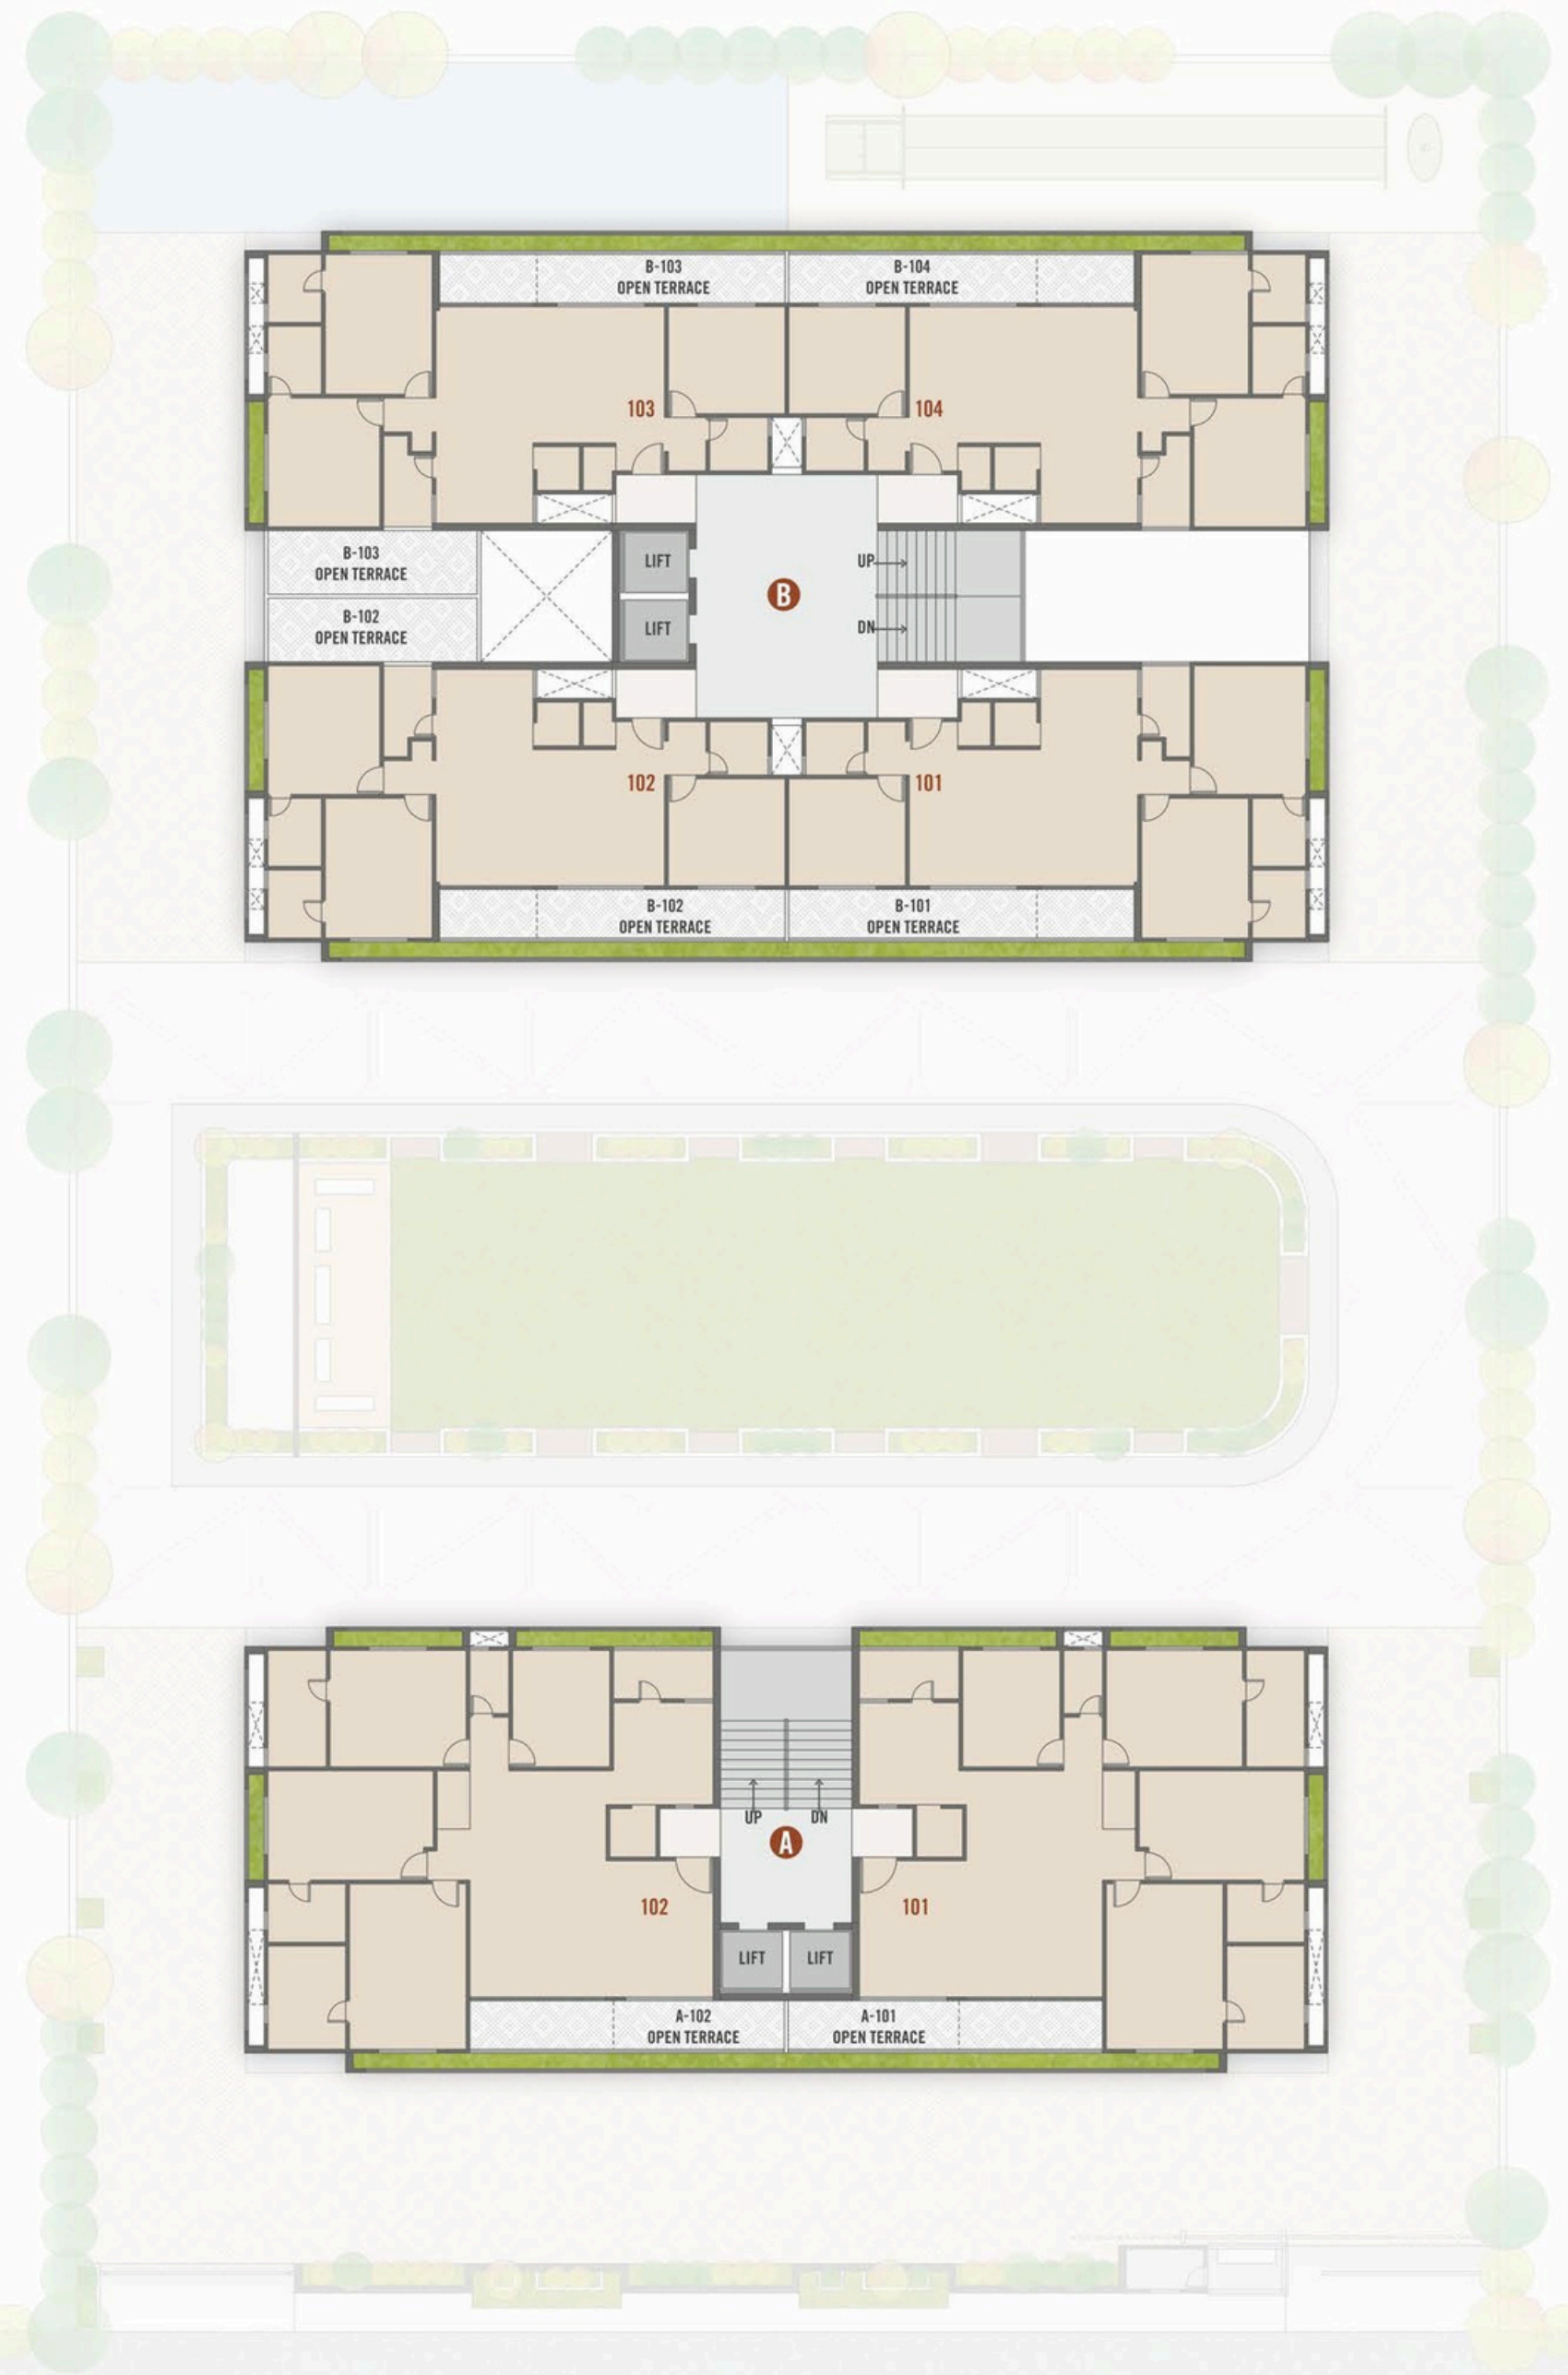 B-103
OPEN TERRACE
B-104
OPEN TERRACE
103
104
B-103
OPEN TERRACE
B-102
OPEN TERRACE
LIFT
LIFT
B
UP
DN
102
101
B-102
OPEN TERRACE
B-101
OPEN TERRACE
UP
DN
A
102
101
LIFT
LIFT
A-102
OPEN TERRACE
A-101
OPEN TERRACE